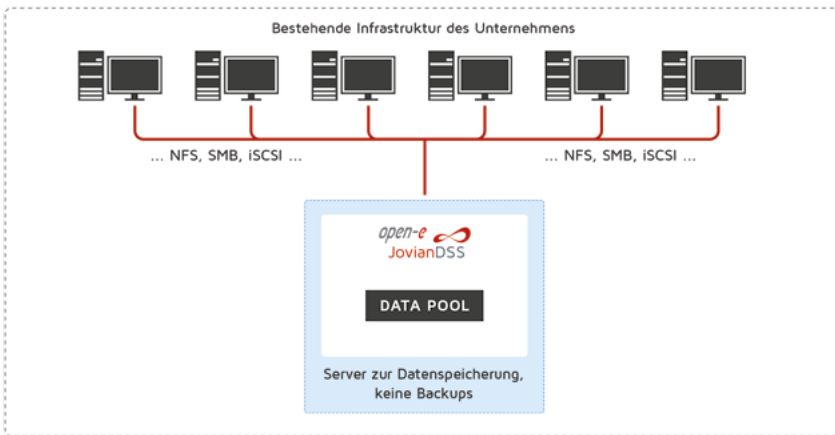 Bestehende Infrastruktur des Unternehmens
... NFS, SMB, iSCSI ...
... NFS, SMB, iSCSI ...
open-e
JovianDSS
DATA POOL
Server zur Datenspeicherung,
keine Backups